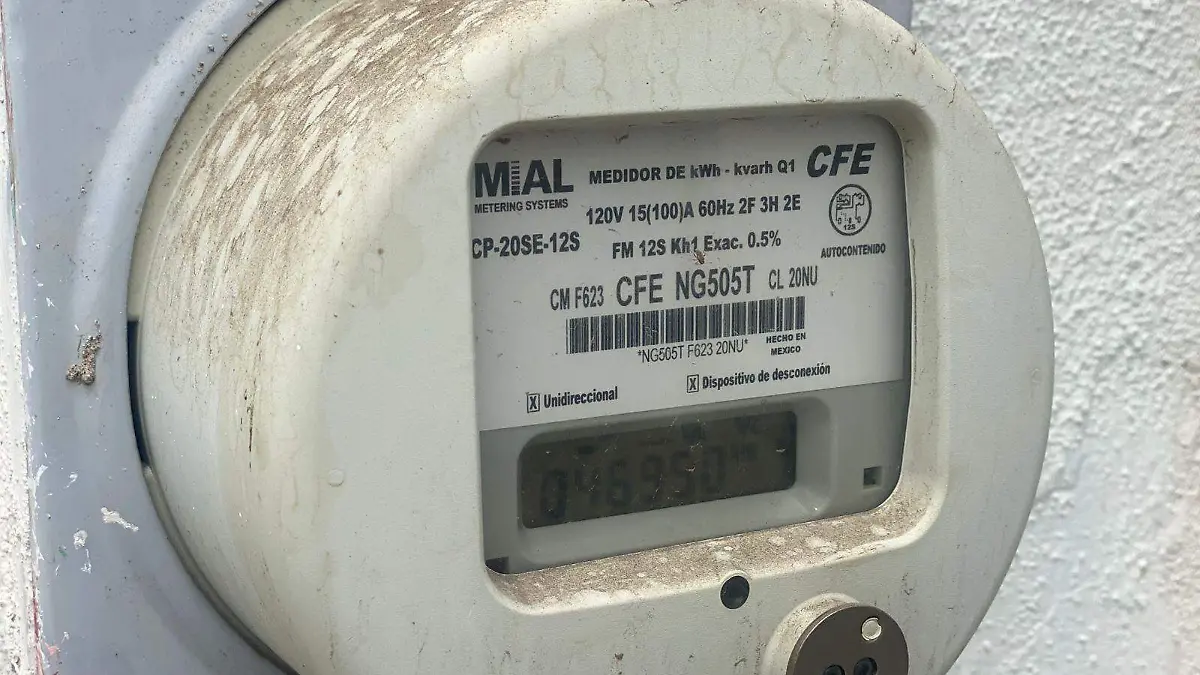 MIAL
METERING SYSTEMS
MEDIDOR DE kWh - kvarh Q1
CFE
120V 15(100)A 60Hz 2F 3H 2E
12S
CP-20SE-12S
FM 12S Kh1 Exac. 0.5%
AUTOCONTENIDO
CM F623 CFE NG505T CL 20NU
*NG505T F623 20NU*
HECHO EN
MEXICO
X Unidireccional
X Dispositivo de desconexión
046950